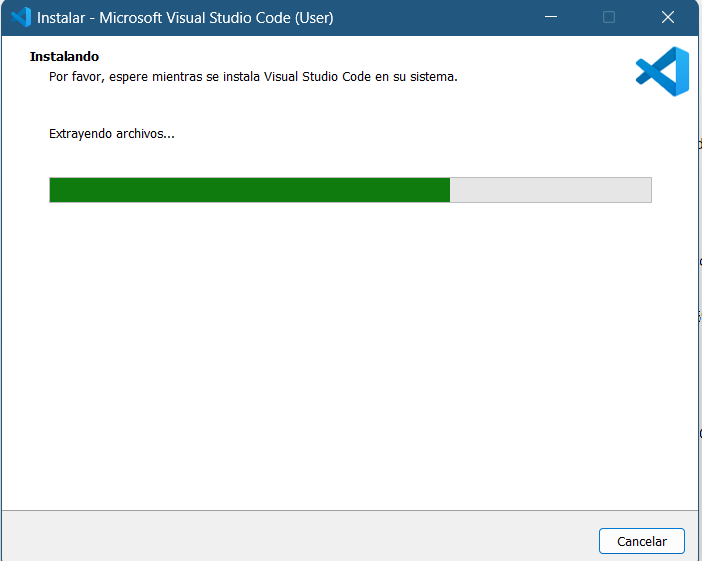 Instalar - Microsoft Visual Studio Code (User)
Instalando
Por favor, espere mientras se instala Visual Studio Code en su sistema.
Extrayendo archivos...
Cancelar